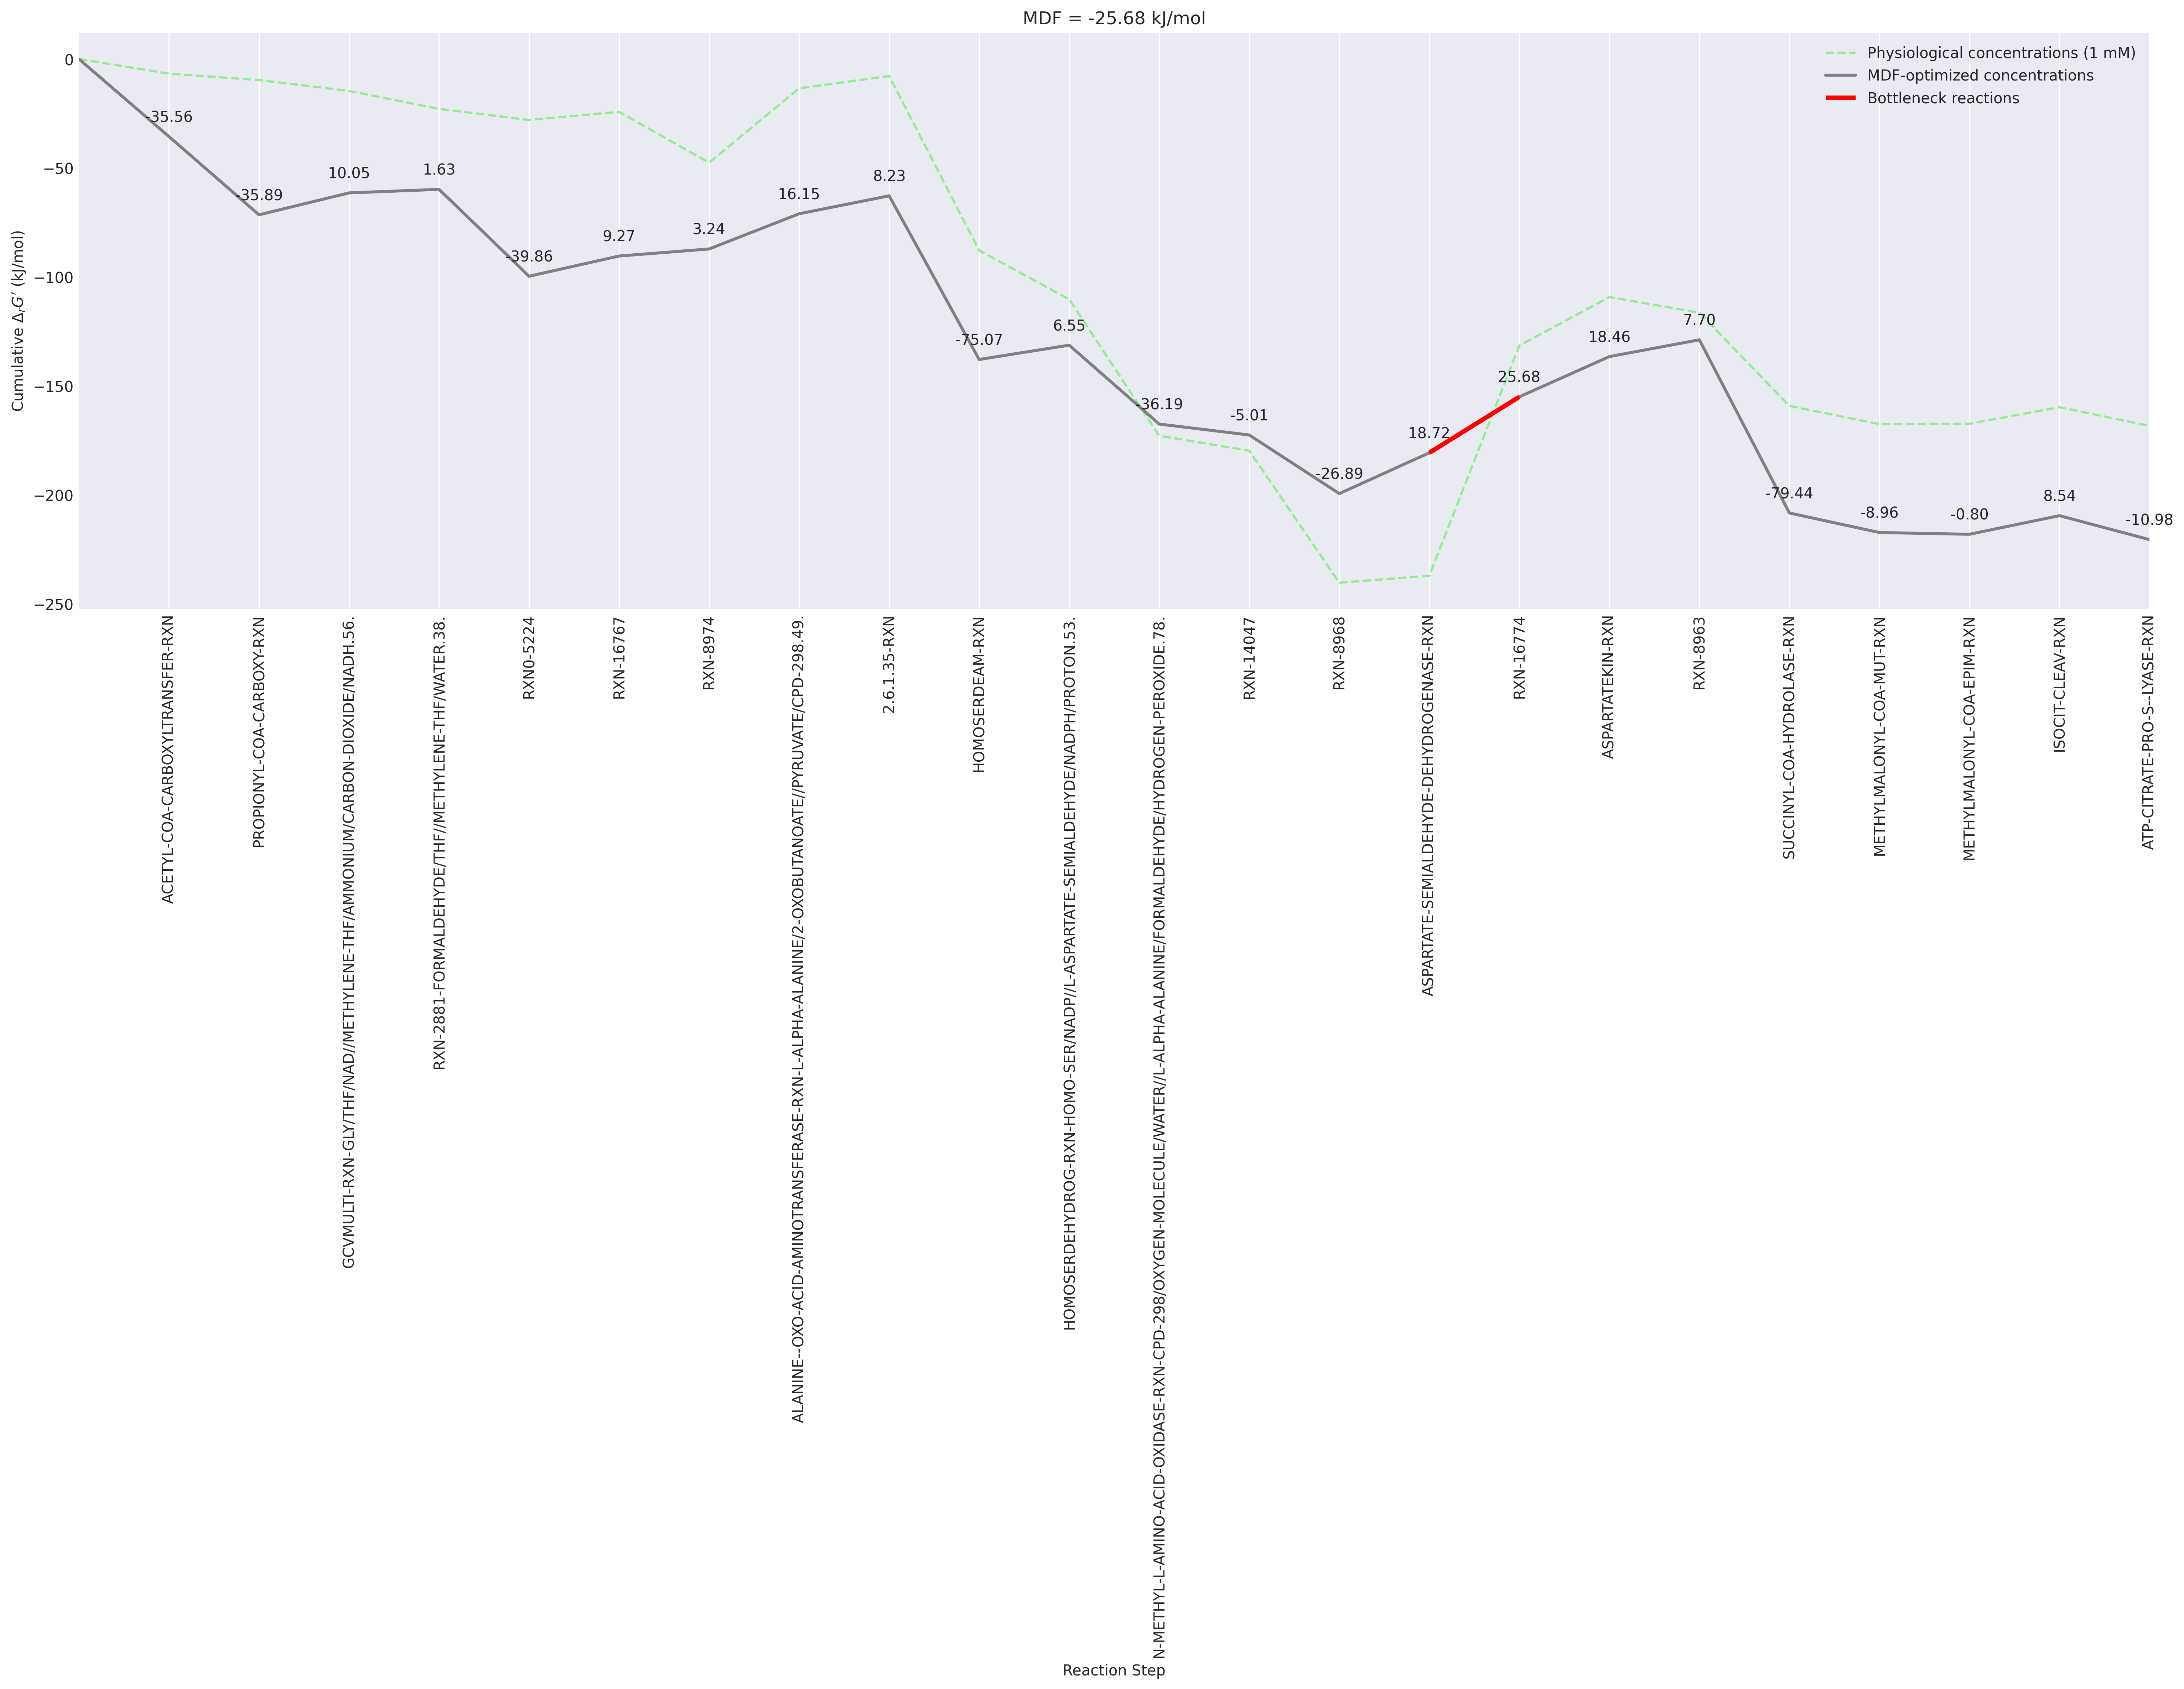 MDF = -25.68 kJ/mol
Physiological concentrations (1 mM)
MDF-optimized concentrations
Bottleneck reactions
Cumulative ΔrG′ (kJ/mol)
0
−50
−100
−150
−200
−250
-35.56
-35.89
10.05
1.63
-39.86
9.27
3.24
16.15
8.23
-75.07
6.55
-36.19
-5.01
-26.89
18.72
25.68
18.46
7.70
-79.44
-8.96
-0.80
8.54
-10.98
ACETYL-COA-CARBOXYLTRANSFER-RXN
PROPIONYL-COA-CARBOXY-RXN
GCVMULTI-RXN-GLY/THF/NAD//METHYLENE-THF/AMMONIUM/CARBON-DIOXIDE/NADH.56.
RXN-2881-FORMALDEHYDE/THF//METHYLENE-THF/WATER.38.
RXN0-5224
RXN-16767
RXN-8974
ALANINE--OXO-ACID-AMINOTRANSFERASE-RXN-L-ALPHA-ALANINE/2-OXOBUTANOATE//PYRUVATE/CPD-298.49.
2.6.1.35-RXN
HOMOSERDEAM-RXN
HOMOSERDEHYDROG-RXN-HOMO-SER/NADP//L-ASPARTATE-SEMIALDEHYDE/NADPH/PROTON.53.
N-METHYL-L-AMINO-ACID-OXIDASE-RXN-CPD-298/OXYGEN-MOLECULE/WATER//L-ALPHA-ALANINE/FORMALDEHYDE/HYDROGEN-PEROXIDE.78.
RXN-14047
RXN-8968
ASPARTATE-SEMIALDEHYDE-DEHYDROGENASE-RXN
RXN-16774
ASPARTATEKIN-RXN
RXN-8963
SUCCINYL-COA-HYDROLASE-RXN
METHYLMALONYL-COA-MUT-RXN
METHYLMALONYL-COA-EPIM-RXN
ISOCIT-CLEAV-RXN
ATP-CITRATE-PRO-S--LYASE-RXN
Reaction Step